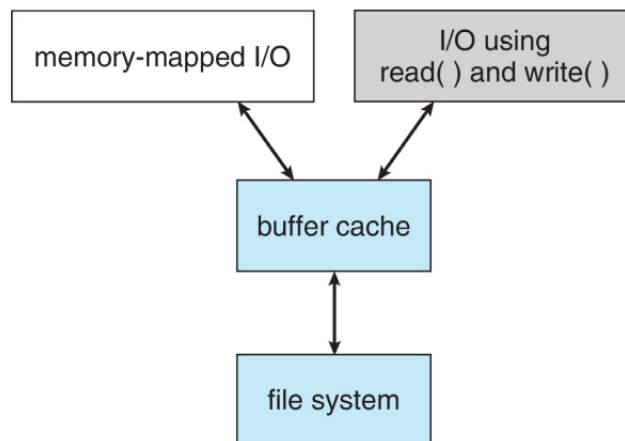 memory-mapped I/O
I/O using
read( ) and write( )
buffer cache
file system